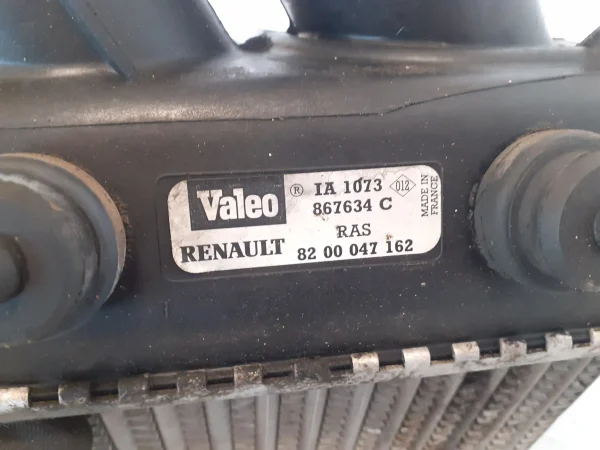 Valeo ® IA 1073 012
867634 C
RAS
RENAULT 82 00 047 162
MADE IN
FRANCE